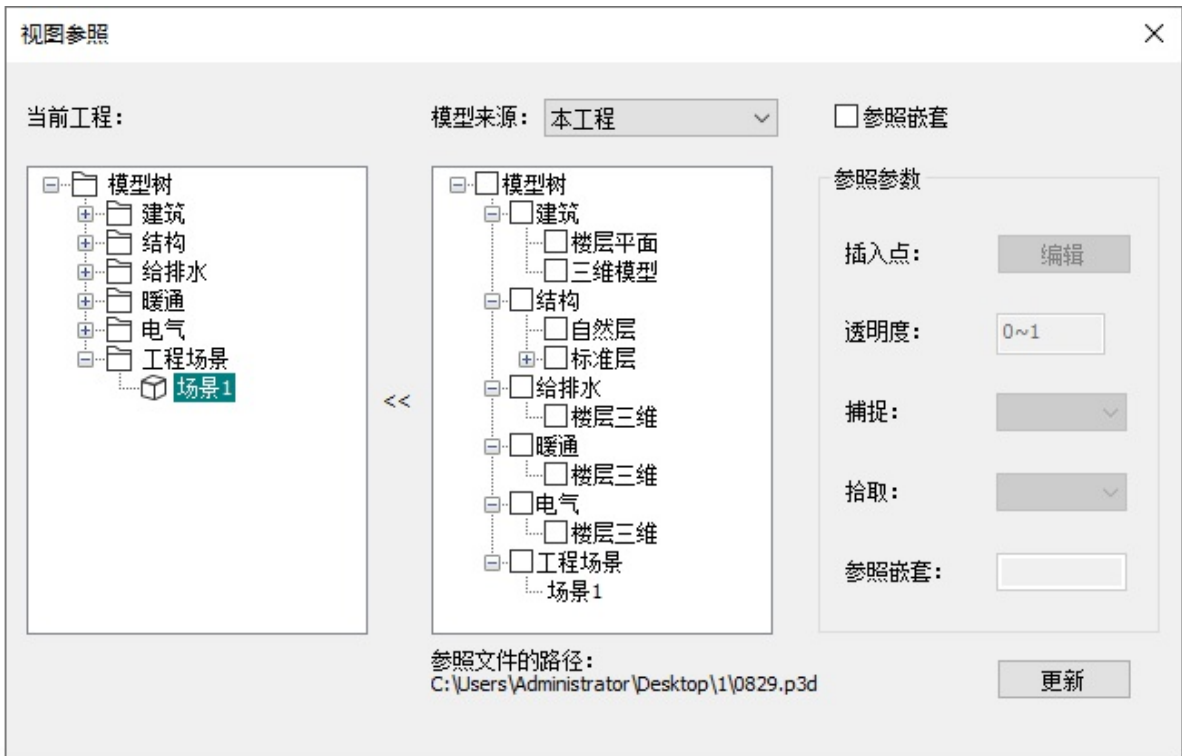 视图参照
当前工程：
模型树
建筑
结构
给排水
暖通
电气
工程场景
场景1
<<
模型来源： 本工程
模型树
建筑
楼层平面
三维模型
结构
自然层
标准层
给排水
楼层三维
暖通
楼层三维
电气
楼层三维
工程场景
场景1
参照文件的路径：
C:\Users\Administrator\Desktop\1\0829.p3d
参照嵌套
参照参数
插入点： 编辑
透明度： 0~1
捕捉：
拾取：
参照嵌套：
更新